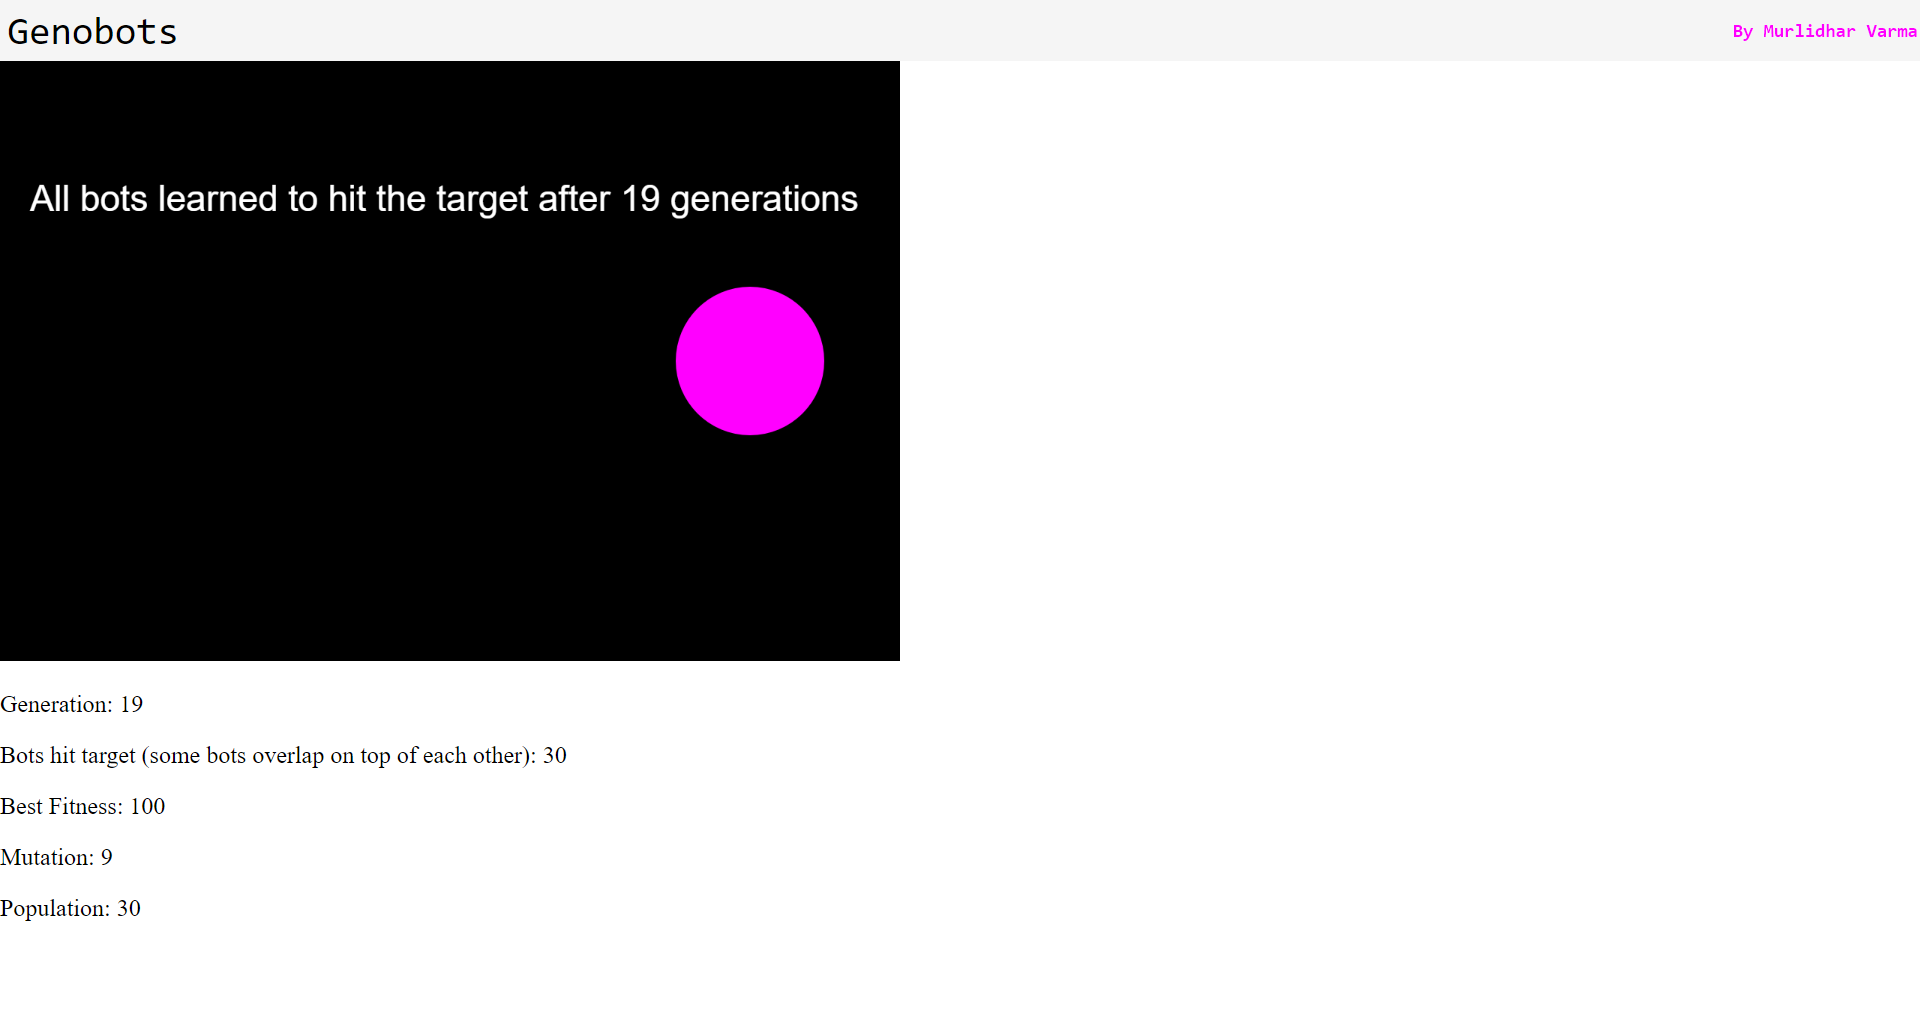 Genobots
By Murlidhar Varma
All bots learned to hit the target after 19 generations
Generation: 19
Bots hit target (some bots overlap on top of each other): 30
Best Fitness: 100
Mutation: 9
Population: 30